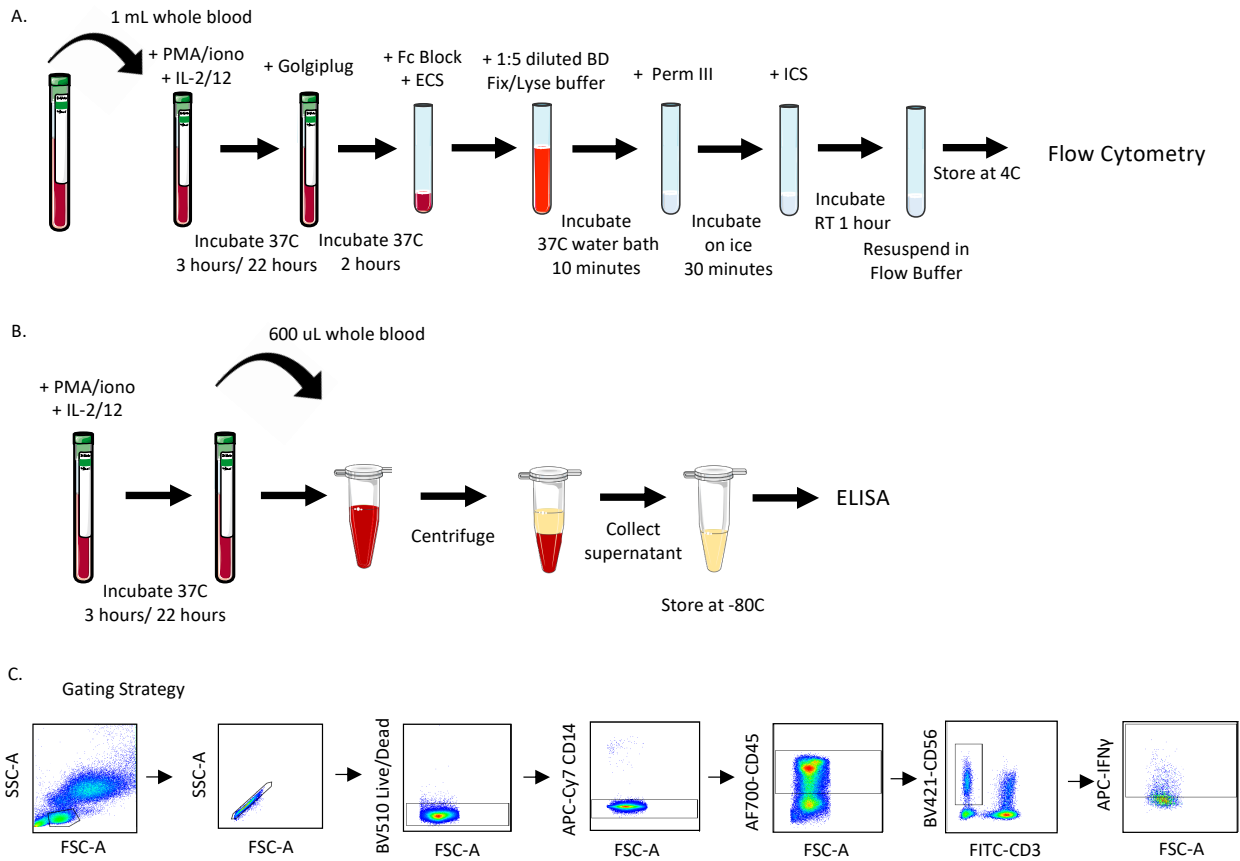 A.
1 mL whole blood
+ PMA/iono
+ IL-2/12
+ Golgiplug
+ Fc Block
+ ECS
+ 1:5 diluted BD
Fix/Lyse buffer
+ Perm III
+ ICS
Store at 4C
Flow Cytometry
Incubate 37C
3 hours/ 22 hours
Incubate 37C
2 hours
Incubate
37C water bath
10 minutes
Incubate
on ice
30 minutes
Incubate
RT 1 hour
Resuspend in
Flow Buffer
B.
600 uL whole blood
+ PMA/iono
+ IL-2/12
Incubate 37C
3 hours/ 22 hours
Centrifuge
Collect
supernatant
Store at -80C
ELISA
C.
Gating Strategy
SSC-A
FSC-A
SSC-A
FSC-A
BV510 Live/Dead
FSC-A
APC-Cy7 CD14
FSC-A
AF700-CD45
FSC-A
BV421-CD56
FITC-CD3
APC-IFNγ
FSC-A